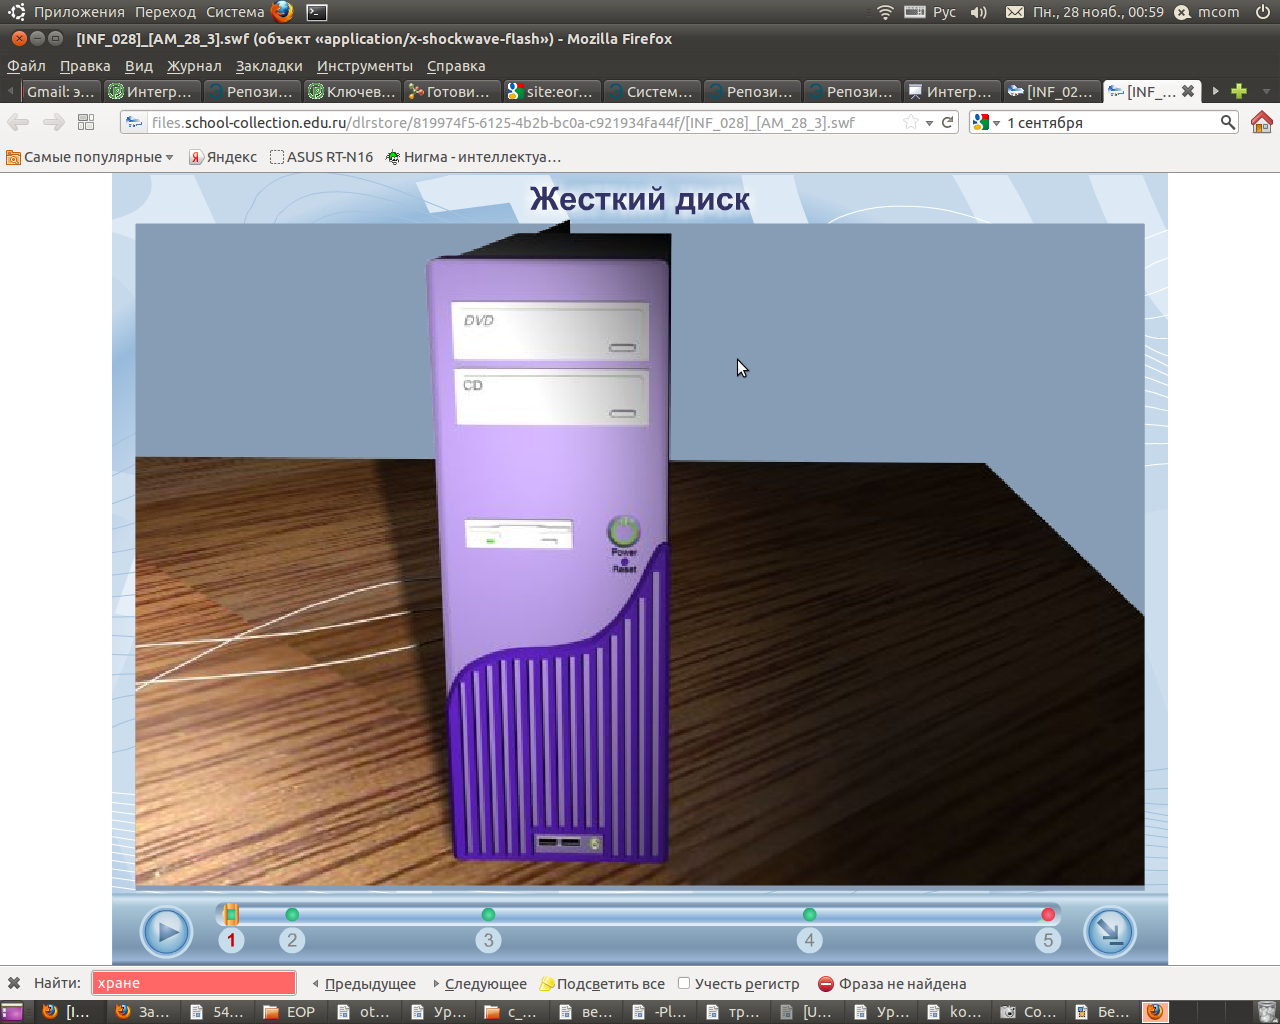 Приложения Переход Система Рус Пн., 28 нояб., 00:59 mcom
[INF_028]_[AM_28_3].swf (объект «application/x-shockwave-flash») - Mozilla Firefox
Файл Правка Вид Журнал Закладки Инструменты Справка
Gmail: э... Интегр... Репози... Ключев... Готови... site:eor... Систем... Репози... Репози... Интегр... [INF_02... [INF_...
files.school-collection.edu.ru/dlrstore/819974f5-6125-4b2b-bc0a-c921934fa44f/[INF_028]_[AM_28_3].swf 1 сентября
Самые популярные Яндекс ASUS RT-N16 Нигма - интеллектуа...
Жесткий диск
DVD
CD
Power
Reset
1 2 3 4 5
Найти: хране Предыдущее Следующее Подсветить все Учесть регистр Фраза не найдена
[I... За... 54... EOP ot... Ур... c_... ве... -Pl... тр... [U... Ур... ko... Co... Бе...